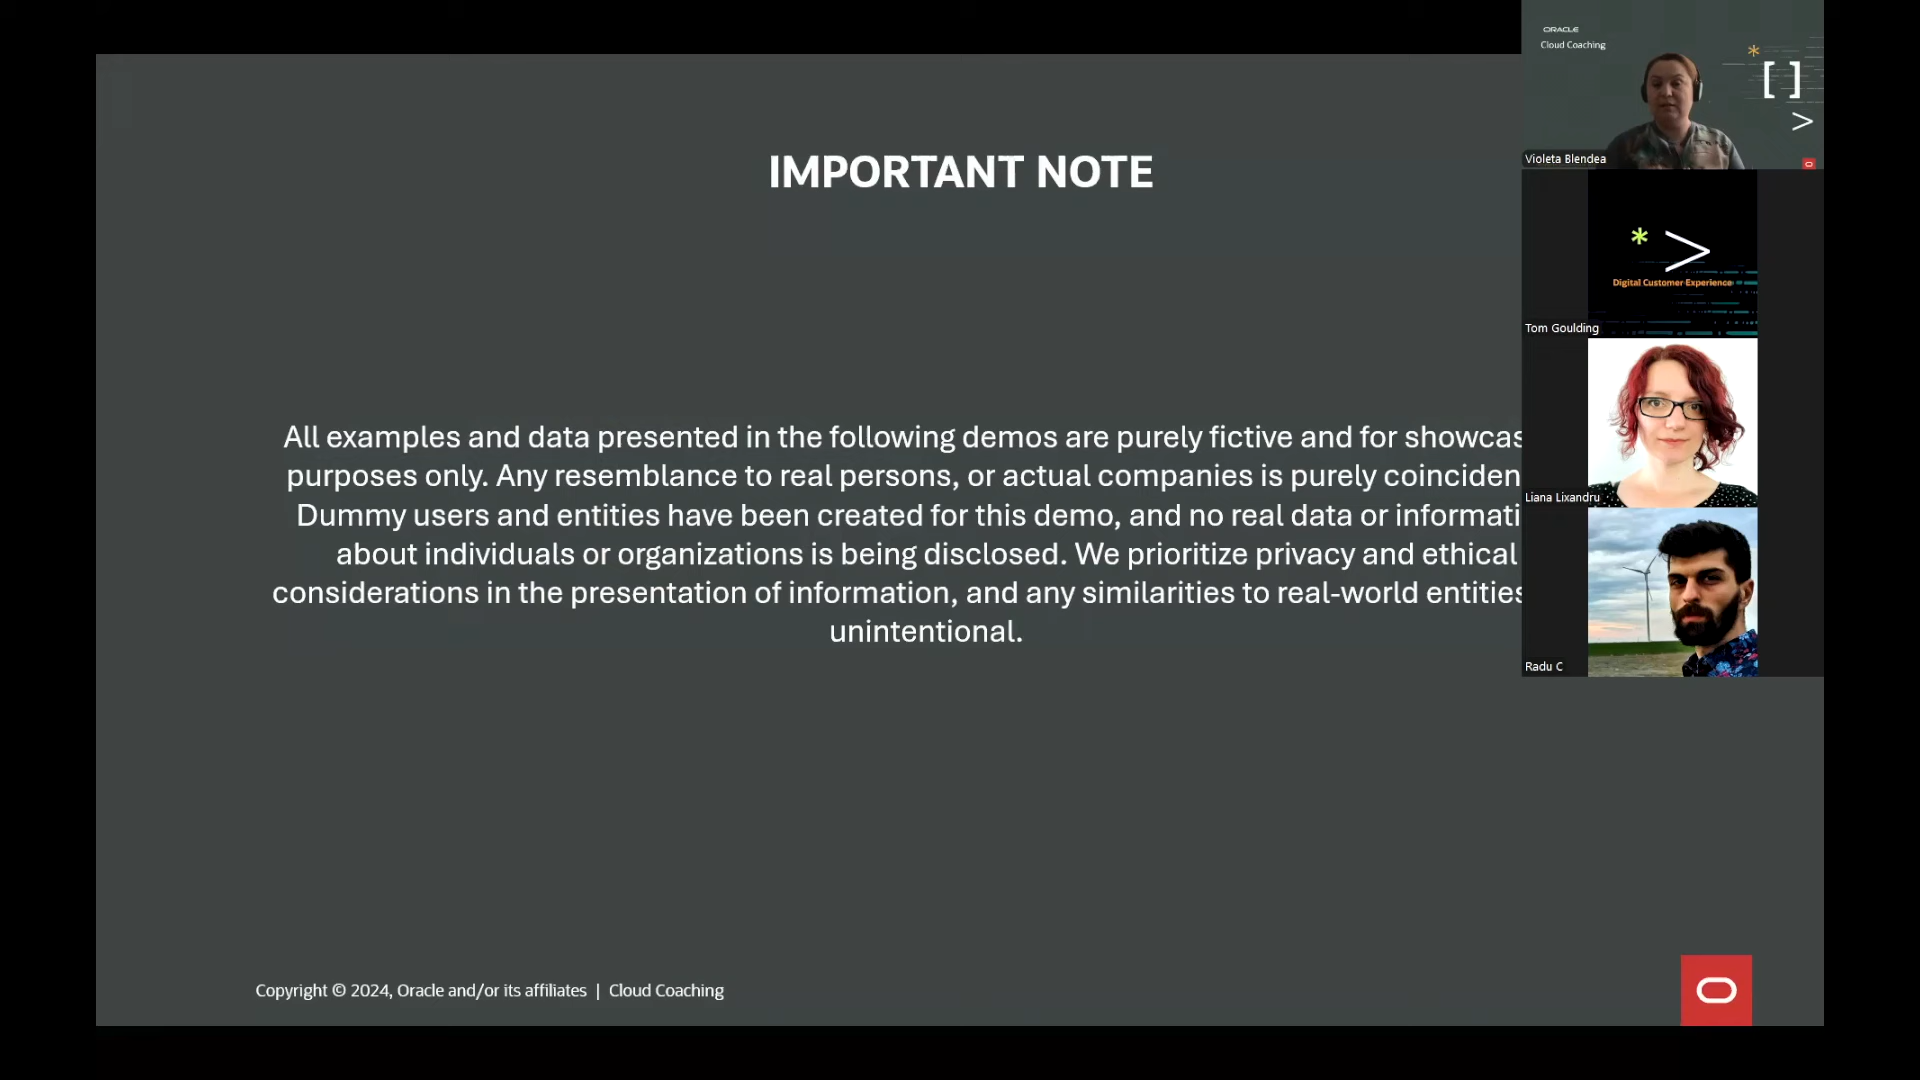 IMPORTANT NOTE
All examples and data presented in the following demos are purely fictive and for showcas
purposes only. Any resemblance to real persons, or actual companies is purely coinciden
Dummy users and entities have been created for this demo, and no real data or informati
about individuals or organizations is being disclosed. We prioritize privacy and ethical
considerations in the presentation of information, and any similarities to real-world entities
unintentional.
Copyright © 2024, Oracle and/or its affiliates | Cloud Coaching
ORACLE
Cloud Coaching
* [ ]
>
Violeta Blendea
* >
Digital Customer Experience
Tom Goulding
Liana Lixandru
Radu C